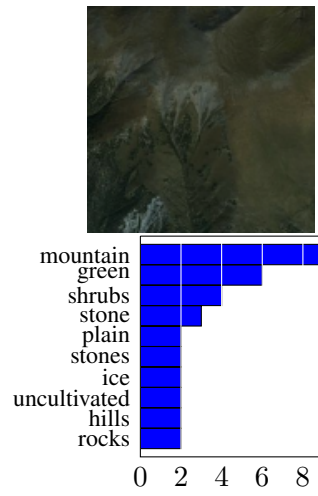 mountain
green
shrubs
stone
plain
stones
ice
uncultivated
hills
rocks
0 2 4 6 8